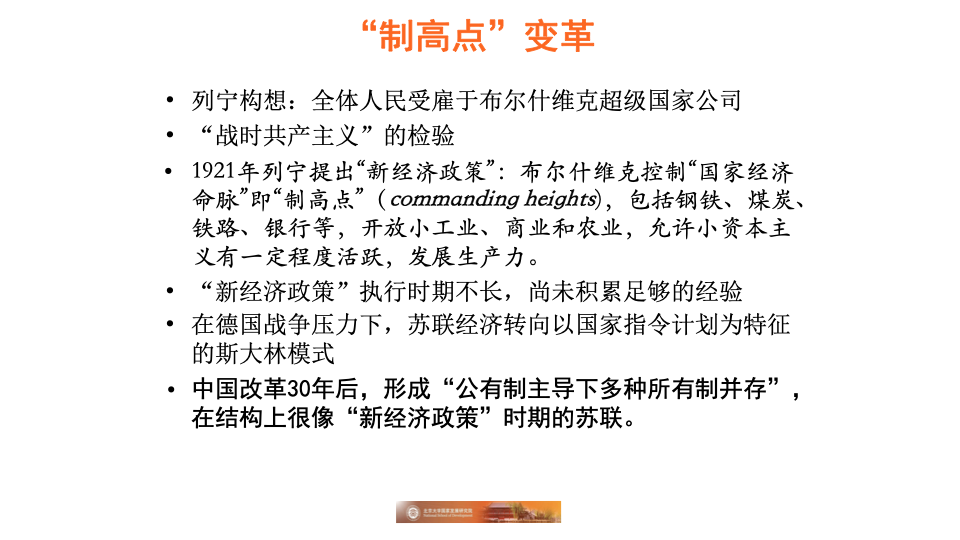 “制高点”变革
• 列宁构想：全体人民受雇于布尔什维克超级国家公司
• “战时共产主义”的检验
• 1921年列宁提出“新经济政策”：布尔什维克控制“国家经济
命脉”即“制高点”（commanding heights)，包括钢铁、煤炭、
铁路、银行等，开放小工业、商业和农业，允许小资本主
义有一定程度活跃，发展生产力。
• “新经济政策”执行时期不长，尚未积累足够的经验
• 在德国战争压力下，苏联经济转向以国家指令计划为特征
的斯大林模式
• 中国改革30年后，形成“公有制主导下多种所有制并存”，
在结构上很像“新经济政策”时期的苏联。
北京大学国家发展研究院
National School of Development